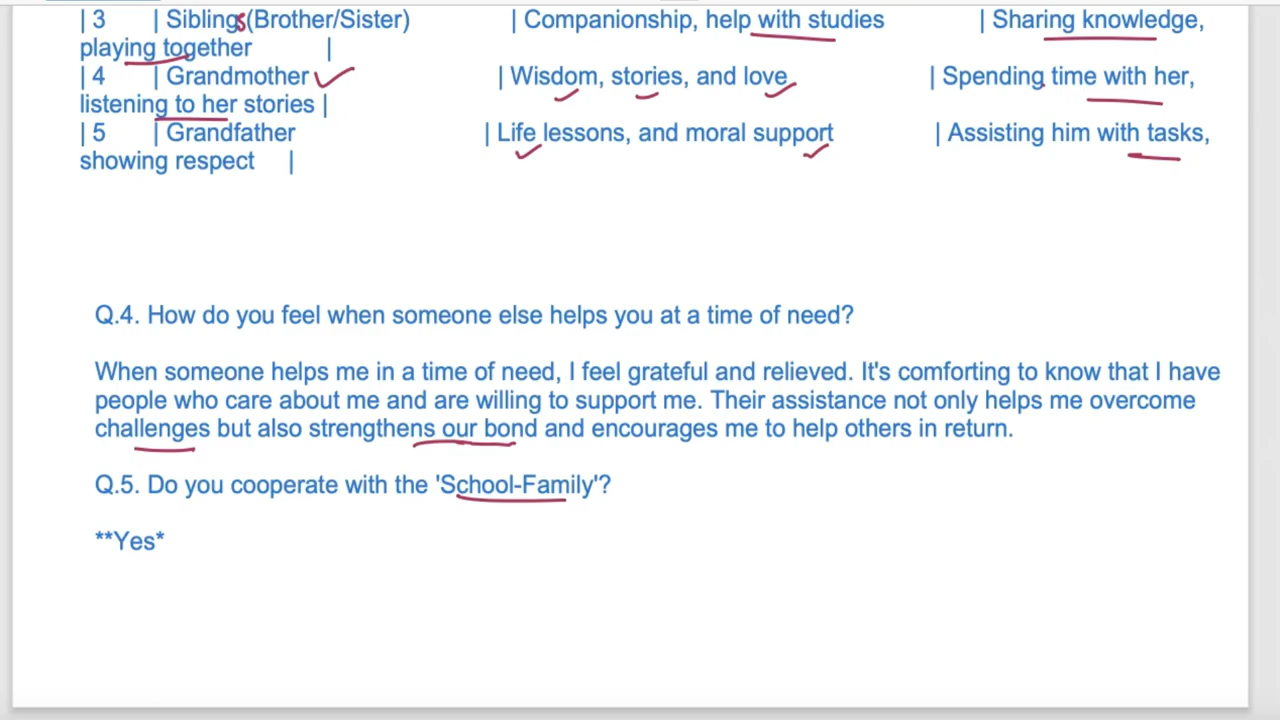 | 3 | Siblings(Brother/Sister) | Companionship, help with studies | Sharing knowledge,
playing together |
| 4 | Grandmother | Wisdom, stories, and love | Spending time with her,
listening to her stories |
| 5 | Grandfather | Life lessons, and moral support | Assisting him with tasks,
showing respect |
Q.4. How do you feel when someone else helps you at a time of need?
When someone helps me in a time of need, I feel grateful and relieved. It's comforting to know that I have
people who care about me and are willing to support me. Their assistance not only helps me overcome
challenges but also strengthens our bond and encourages me to help others in return.
Q.5. Do you cooperate with the 'School-Family'?
**Yes*